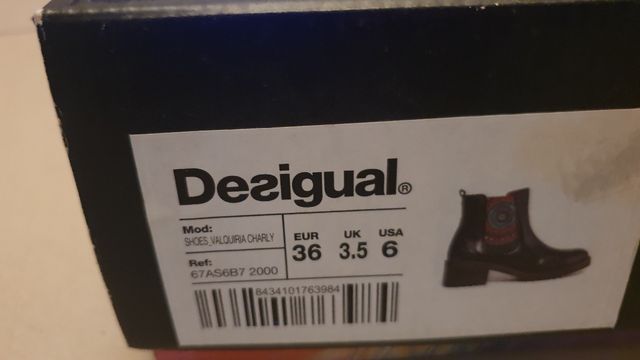 Desigual®
Mod:
SHOES_VALQUIRIA CHARLY
Ref:
67AS6B7 2000
EUR UK USA
36 3.5 6
8434101763984